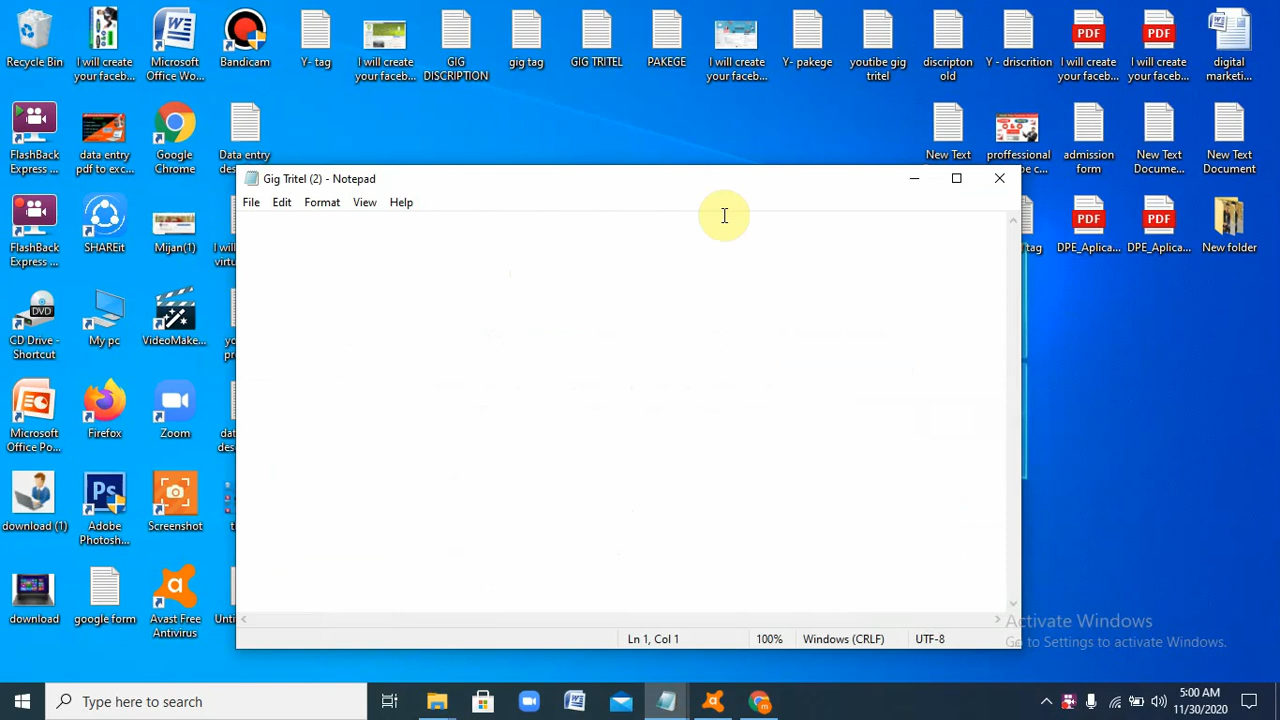 Recycle Bin
I will create your faceb...
Microsoft Office Wo...
Bandicam
Y- tag
I will create your faceb...
GIG DISCRIPTION
gig tag
GIG TRITEL
PAKEGE
I will create your faceb...
Y- pakege
youtibe gig tritel
discripton old
Y - discrition
I will create your faceb...
I will create your faceb...
digital marketi...
FlashBack Express ...
data entry pdf to exc...
Google Chrome
Data entry
New Text
proffessional
admission form
New Text Docume...
New Text Document
Gig Tritel (2) - Notepad
File Edit Format View Help
FlashBack Express ...
SHAREit
Mijan(1)
I will
virtu
tag
DPE_Aplica...
DPE_Aplica...
New folder
CD Drive - Shortcut
My pc
VideoMake...
Microsoft Office Po...
Firefox
Zoom
download (1)
Adobe Photosh...
Screenshot
download
google form
Avast Free Antivirus
Activate Windows
Go to Settings to activate Windows.
Ln 1, Col 1
100%
Windows (CRLF)
UTF-8
Type here to search
5:00 AM
11/30/2020